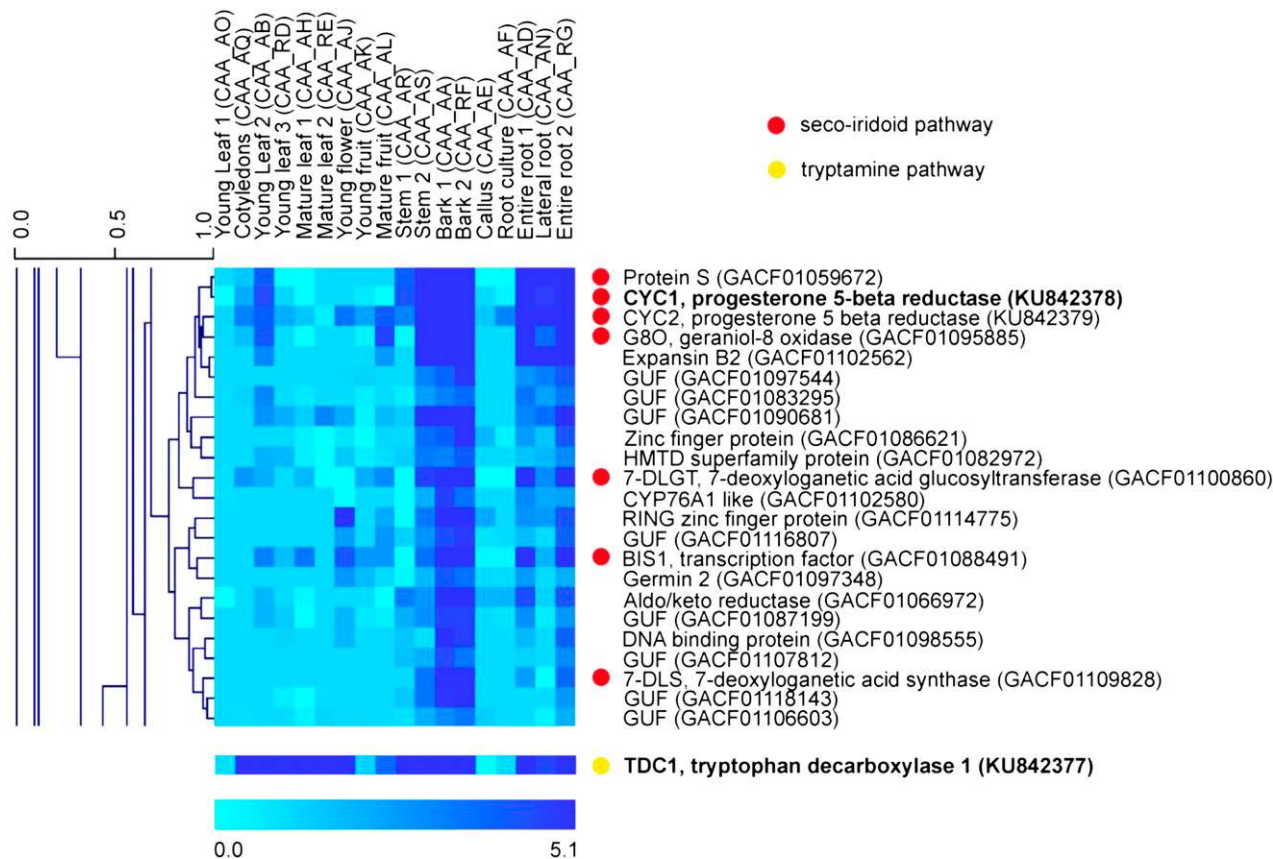 Young Leaf 1 (CAA_AO)
Cotyledons (CAA_AQ)
Young Leaf 2 (CAA_AB)
Young leaf 3 (CAA_RD)
Mature leaf 1 (CAA_AH)
Mature leaf 2 (CAA_RE)
Young flower (CAA_AJ)
Young fruit (CAA_AK)
Mature fruit (CAA_AL)
Stem 1 (CAA_AR)
Stem 2 (CAA_AS)
Bark 1 (CAA_AA)
Bark 2 (CAA_RF)
Callus (CAA_AE)
Root culture (CAA_AF)
Entire root 1 (CAA_AD)
Lateral root (CAA_AN)
Entire root 2 (CAA_RG)
seco-iridoid pathway
tryptamine pathway
0.0
0.5
1.0
Protein S (GACF01059672)
CYC1, progesterone 5-beta reductase (KU842378)
CYC2, progesterone 5 beta reductase (KU842379)
G8O, geraniol-8 oxidase (GACF01095885)
Expansin B2 (GACF01102562)
GUF (GACF01097544)
GUF (GACF01083295)
GUF (GACF01090681)
Zinc finger protein (GACF01086621)
HMTD superfamily protein (GACF01082972)
7-DLGT, 7-deoxyloganetic acid glucosyltransferase (GACF01100860)
CYP76A1 like (GACF01102580)
RING zinc finger protein (GACF01114775)
GUF (GACF01116807)
BIS1, transcription factor (GACF01088491)
Germin 2 (GACF01097348)
Aldo/keto reductase (GACF01066972)
GUF (GACF01087199)
DNA binding protein (GACF01098555)
GUF (GACF01107812)
7-DLS, 7-deoxyloganetic acid synthase (GACF01109828)
GUF (GACF01118143)
GUF (GACF01106603)
TDC1, tryptophan decarboxylase 1 (KU842377)
0.0
5.1